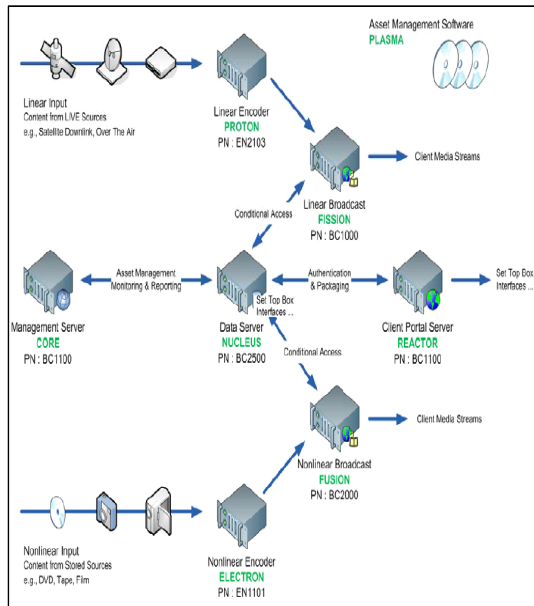 Asset Management Software
PLASMA
Linear Input
Content from LIVE Sources
e.g., Satellite Downlink, Over The Air
Linear Encoder
PROTON
PN : EN2103
Client Media Streams
Linear Broadcast
FISSION
PN : BC1000
Conditional Access
Asset Management
Monitoring & Reporting
Authentication
& Packaging
Set Top Box
Interfaces ...
Set Top Box
Interfaces ...
Management Server
CORE
PN : BC1100
Data Server
NUCLEUS
PN : BC2500
Client Portal Server
REACTOR
PN : BC1100
Conditional Access
Client Media Streams
Nonlinear Broadcast
FUSION
PN : BC2000
Nonlinear Input
Content from Stored Sources
e.g., DVD, Tape, Film
Nonlinear Encoder
ELECTRON
PN : EN1101